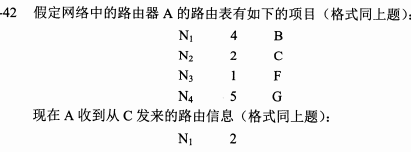 -42 假定网络中的路由器 A 的路由表有如下的项目（格式同上题）：
N₁ 4 B
N₂ 2 C
N₃ 1 F
N₄ 5 G
现在 A 收到从 C 发来的路由信息（格式同上题）：
N₁ 2